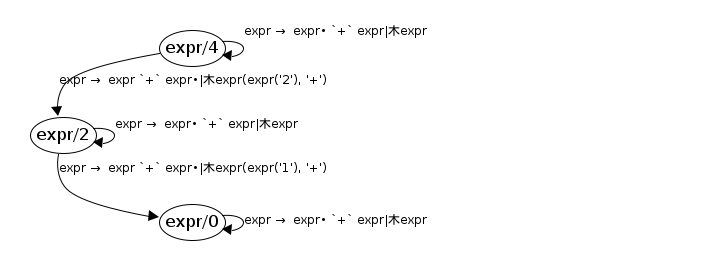 expr → expr• `+` expr|木expr
expr/4
expr → expr `+` expr•|木expr(expr('2'), '+')
expr → expr• `+` expr|木expr
expr/2
expr → expr `+` expr•|木expr(expr('1'), '+')
expr/0
expr → expr• `+` expr|木expr